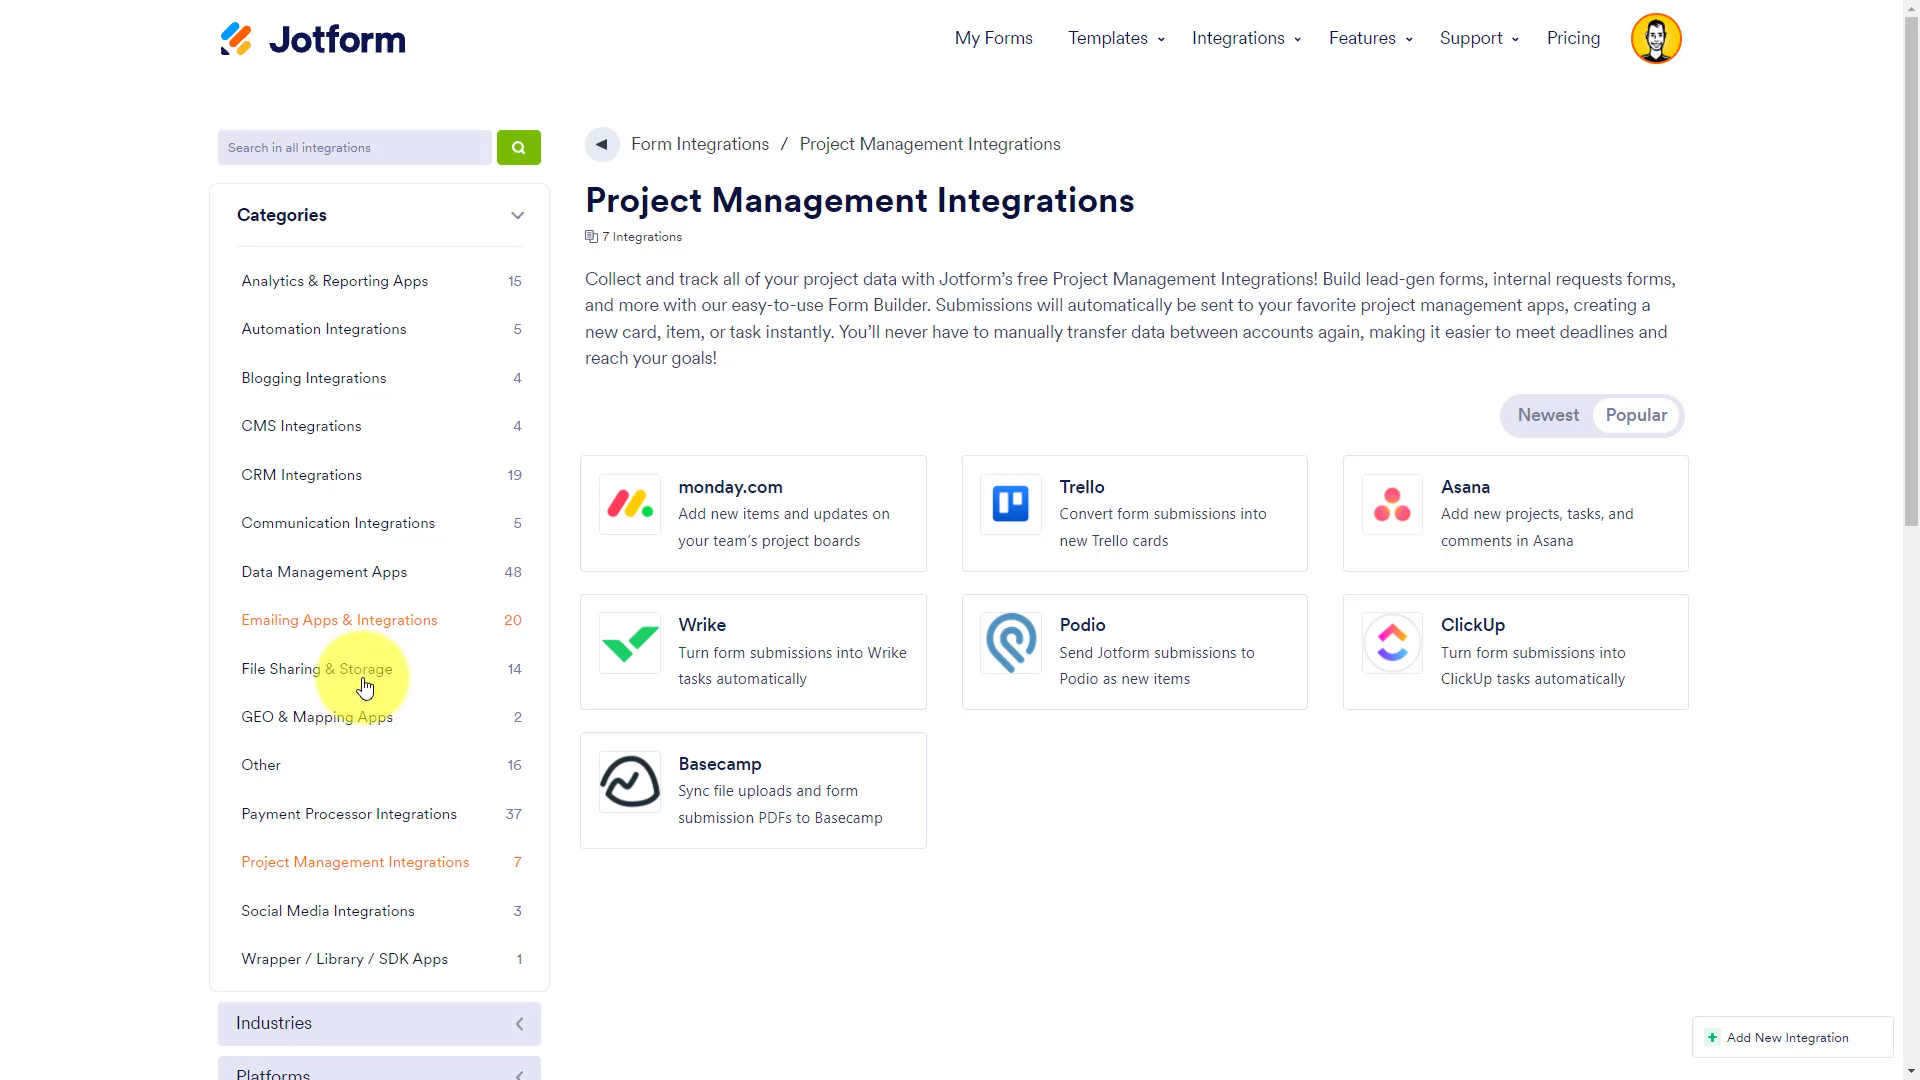 Jotform
My Forms
Templates
Integrations
Features
Support
Pricing
Search in all integrations
Categories
Analytics & Reporting Apps 15
Automation Integrations 5
Blogging Integrations 4
CMS Integrations 4
CRM Integrations 19
Communication Integrations 5
Data Management Apps 48
Emailing Apps & Integrations 20
File Sharing & Storage 14
GEO & Mapping Apps 2
Other 16
Payment Processor Integrations 37
Project Management Integrations 7
Social Media Integrations 3
Wrapper / Library / SDK Apps 1
Industries
Platforms
Form Integrations / Project Management Integrations
Project Management Integrations
7 Integrations
Collect and track all of your project data with Jotform’s free Project Management Integrations! Build lead-gen forms, internal requests forms,
and more with our easy-to-use Form Builder. Submissions will automatically be sent to your favorite project management apps, creating a
new card, item, or task instantly. You’ll never have to manually transfer data between accounts again, making it easier to meet deadlines and
reach your goals!
Newest
Popular
monday.com
Add new items and updates on
your team’s project boards
Trello
Convert form submissions into
new Trello cards
Asana
Add new projects, tasks, and
comments in Asana
Wrike
Turn form submissions into Wrike
tasks automatically
Podio
Send Jotform submissions to
Podio as new items
ClickUp
Turn form submissions into
ClickUp tasks automatically
Basecamp
Sync file uploads and form
submission PDFs to Basecamp
Add New Integration